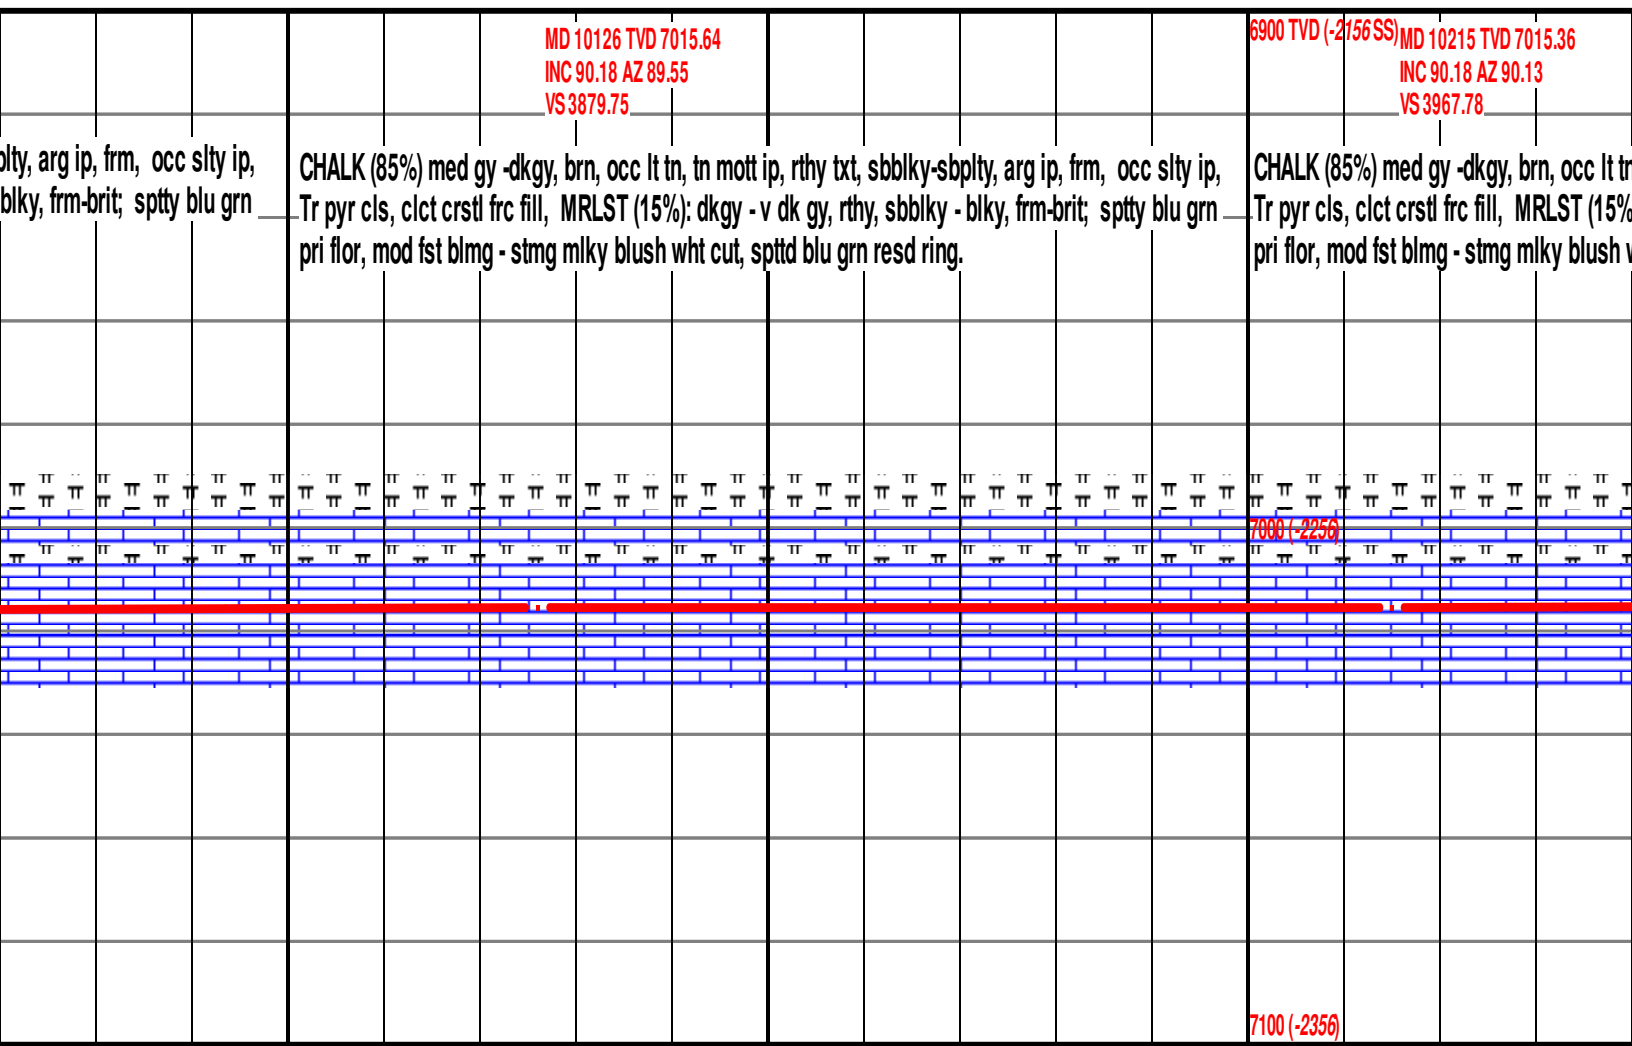 MD 10126 TVD 7015.64
INC 90.18 AZ 89.55
VS 3879.75
6900 TVD (-2156 SS)
MD 10215 TVD 7015.36
INC 90.18 AZ 90.13
VS 3967.78
plty, arg ip, frm, occ slty ip,
blky, frm-brit; sptty blu grn
CHALK (85%) med gy -dkgy, brn, occ lt tn, tn mott ip, rthy txt, sbblky-sbplty, arg ip, frm, occ slty ip,
Tr pyr cls, clct crstl frc fill, MRLST (15%): dkgy - v dk gy, rthy, sbblky - blky, frm-brit; sptty blu grn
pri flor, mod fst blmg - stmg mlky blush wht cut, spttd blu grn resd ring.
CHALK (85%) med gy -dkgy, brn, occ lt tn
Tr pyr cls, clct crstl frc fill, MRLST (15%
pri flor, mod fst blmg - stmg mlky blush
7000 (-2256)
7100 (-2356)